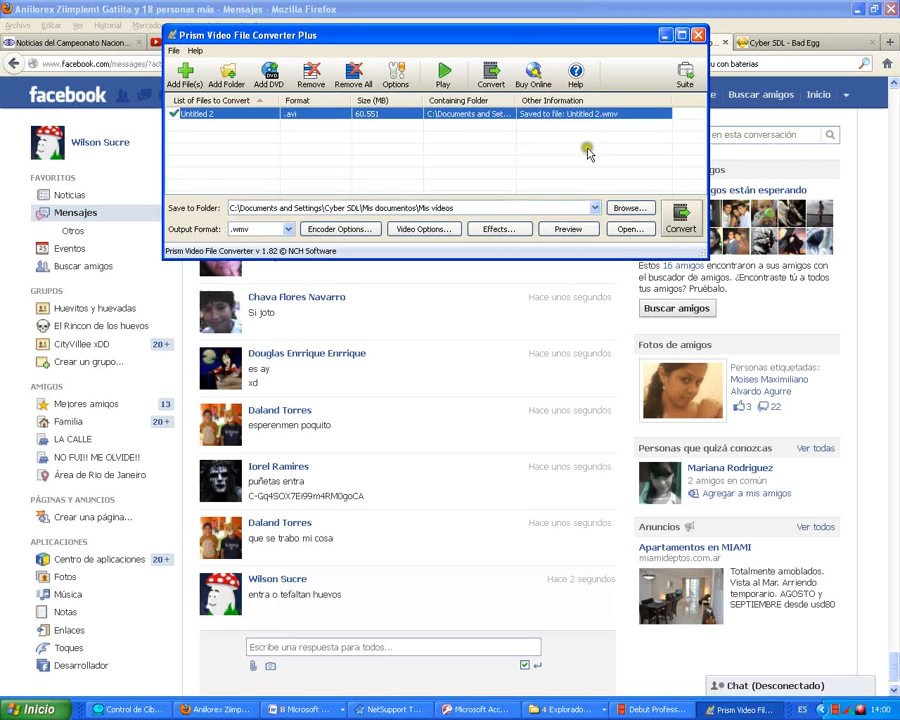 Aniilorex Ziimplemt Gatiita y 18 personas más - Mensajes - Mozilla Firefox
Archivo Editar Ver Historial Marcado
Noticias del Campeonato Nacion...
Cyber SDL - Bad Egg
www.facebook.com/messages/?ac
o con baterias
Prism Video File Converter Plus
File Help
Add File(s) Add Folder Add DVD Remove Remove All Options Play Convert Buy Online Help Suite
List of Files to Convert Format Size (MB) Containing Folder Other Information
Untitled 2 .avi 60.551 C:\Documents and Set... Saved to file: Untitled 2.wmv
Save to Folder: C:\Documents and Settings\Cyber SDL\Mis documentos\Mis vídeos Browse...
Output Format: .wmv Encoder Options... Video Options... Effects... Preview Open... Convert
Prism Video File Converter v 1.82 © NCH Software
facebook
Buscar amigos Inicio
Wilson Sucre
en esta conversación
FAVORITOS
Noticias
Mensajes
Otros
Eventos
Buscar amigos
GRUPOS
Huevitos y huevadas
El Rincon de los huevos
CityVillee xDD 20+
Crear un grupo...
AMIGOS
Mejores amigos 13
Familia 20+
LA CALLE
NO FUI!! ME OLVIDE!!
Área de Rio de Janeiro
PÁGINAS Y ANUNCIOS
Crear una página...
APLICACIONES
Centro de aplicaciones 20+
Fotos
Música
Notas
Enlaces
Toques
Desarrollador
Chava Flores Navarro Hace unos segundos
Si joto
Douglas Enrrique Enrrique Hace unos segundos
es ay
xd
Daland Torres Hace unos segundos
esperenmen poquito
Iorel Ramires Hace unos segundos
puñetas entra
C-Gq4SOX7Ei99m4RM0goCA
Daland Torres Hace unos segundos
que se trabo mi cosa
Wilson Sucre Hace 2 segundos
entra o tefaltan huevos
Escribe una respuesta para todos...
gos
gos están esperando
Estos 16 amigos encontraron a sus amigos con el buscador de amigos. ¿Encontraste tú a todos
tus amigos? Pruébalo.
Buscar amigos
Fotos de amigos
Personas etiquetadas:
Moises Maximiliano
Alvardo Agurre
3 22
Personas que quizá conozcas Ver todas
Mariana Rodriguez
2 amigos en común
Agregar a mis amigos
Anuncios Ver todos
Apartamentos en MIAMI
miamideptos.com.ar
Totalmente amoblados.
Vista al Mar. Arriendo
temporario. AGOSTO y
SEPTIEMBRE desde usd80
Chat (Desconectado)
Inicio Control de Cib... Aniilorex Ziimp... 8 Microsoft ... NetSupport T... Microsoft Acc... 4 Explorado... Debut Profess... Prism Video Fil... ES 14:00